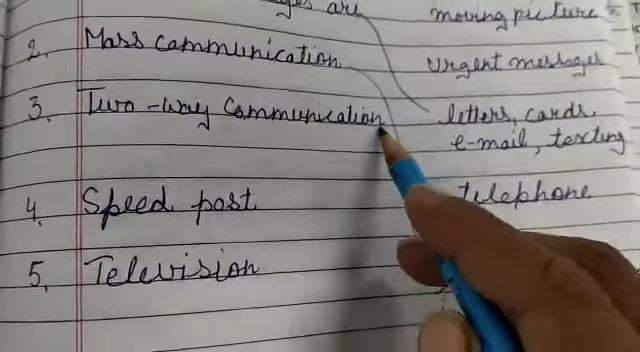 are moving picture
2. Mass communication urgent messages
3. Two-way communication letters, cards,
e-mail, texting
4. Speed post telephone
5. Television